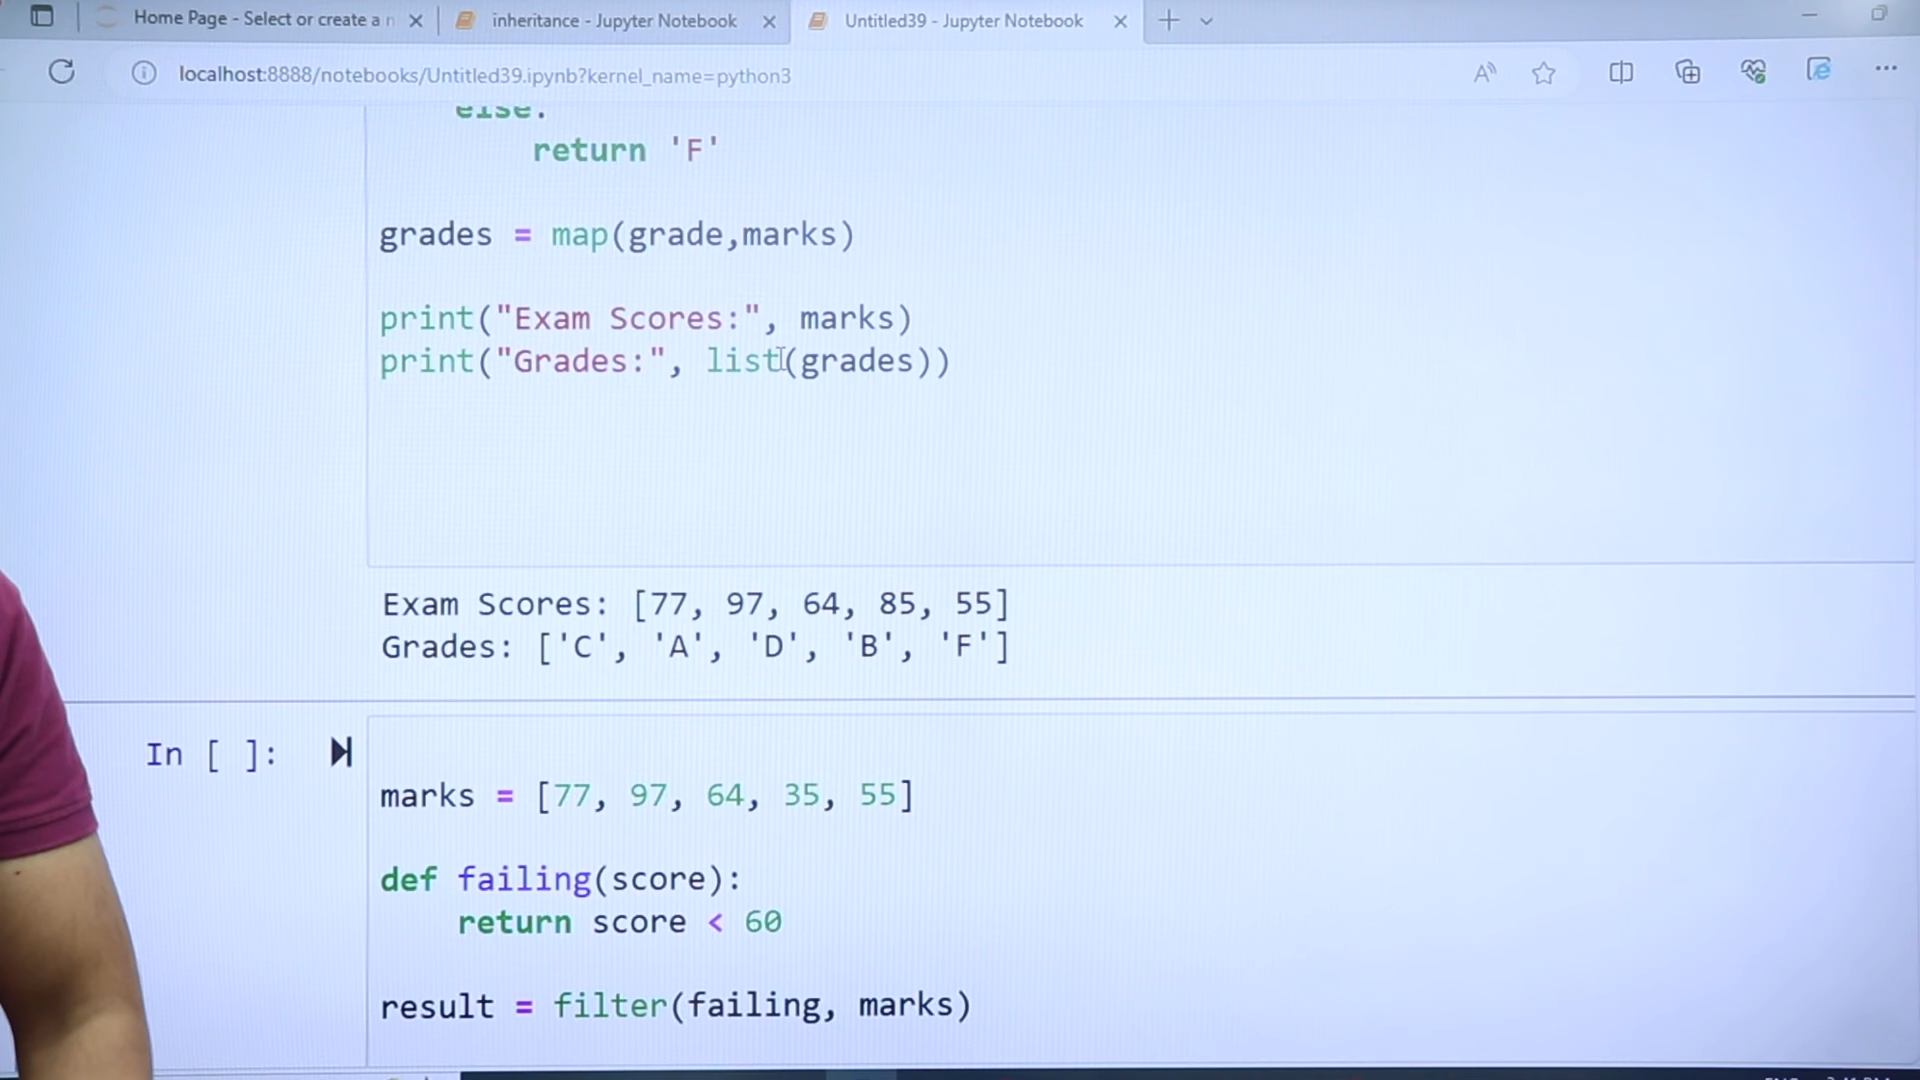 Home Page - Select or create a n
inheritance - Jupyter Notebook
Untitled39 - Jupyter Notebook
localhost:8888/notebooks/Untitled39.ipynb?kernel_name=python3
else:
return 'F'
grades = map(grade,marks)
print("Exam Scores:", marks)
print("Grades:", list(grades))
Exam Scores: [77, 97, 64, 85, 55]
Grades: ['C', 'A', 'D', 'B', 'F']
In [ ]:
marks = [77, 97, 64, 35, 55]
def failing(score):
return score < 60
result = filter(failing, marks)